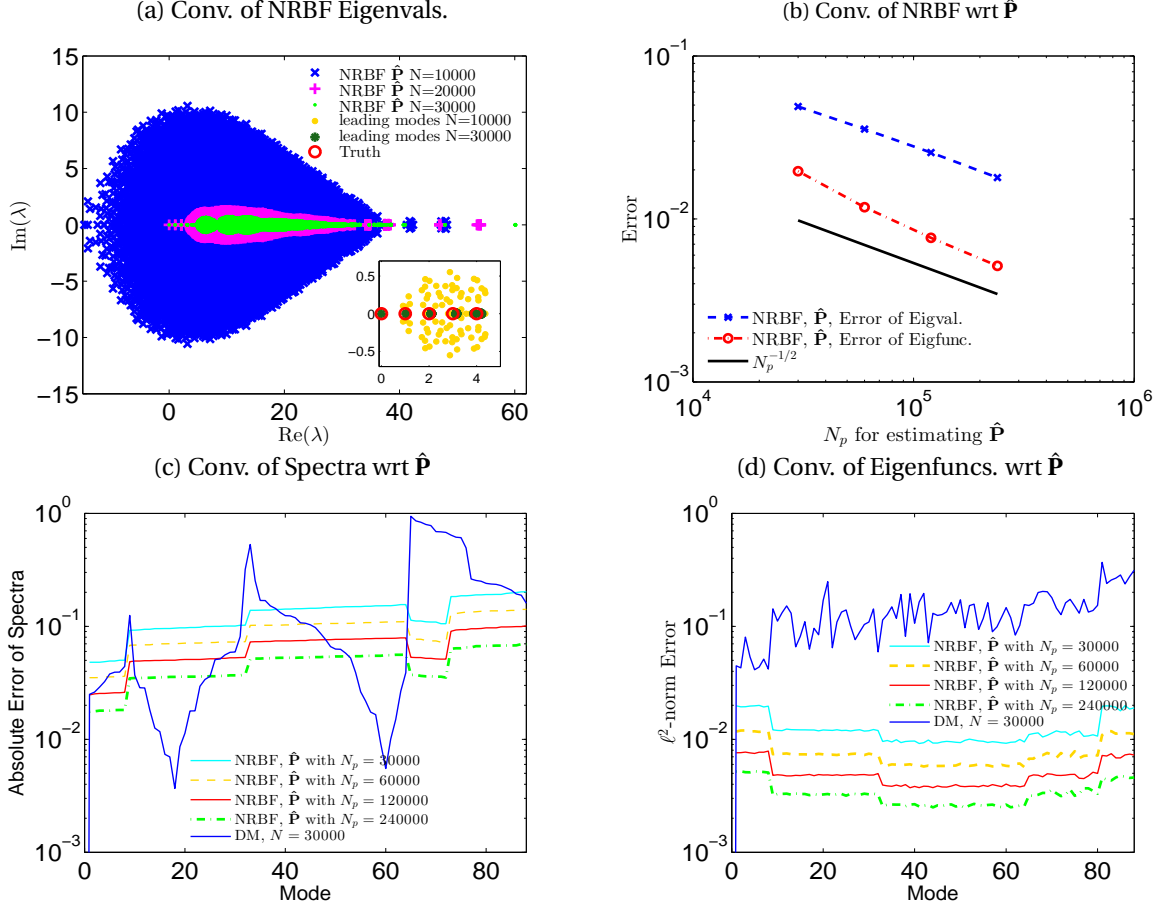 (a) Conv. of NRBF Eigenvals.
15
10
5
0
−5
−10
−15
0
20
40
60
Im(λ)
Re(λ)
NRBF P̂ N=10000
NRBF P̂ N=20000
NRBF P̂ N=30000
leading modes N=10000
leading modes N=30000
Truth
0.5
0
−0.5
0
2
4
(b) Conv. of NRBF wrt P̂
10^-1
10^-2
10^-3
10^4
10^5
10^6
Error
N_p for estimating P̂
NRBF, P̂, Error of Eigval.
NRBF, P̂, Error of Eigfunc.
N_p^{-1/2}
(c) Conv. of Spectra wrt P̂
10^0
10^-1
10^-2
10^-3
0
20
40
60
80
Absolute Error of Spectra
Mode
NRBF, P̂ with N_p = 30000
NRBF, P̂ with N_p = 60000
NRBF, P̂ with N_p = 120000
NRBF, P̂ with N_p = 240000
DM, N = 30000
(d) Conv. of Eigenfuncs. wrt P̂
10^0
10^-1
10^-2
10^-3
0
20
40
60
80
ℓ²-norm Error
Mode
NRBF, P̂ with N_p = 30000
NRBF, P̂ with N_p = 60000
NRBF, P̂ with N_p = 120000
NRBF, P̂ with N_p = 240000
DM, N = 30000